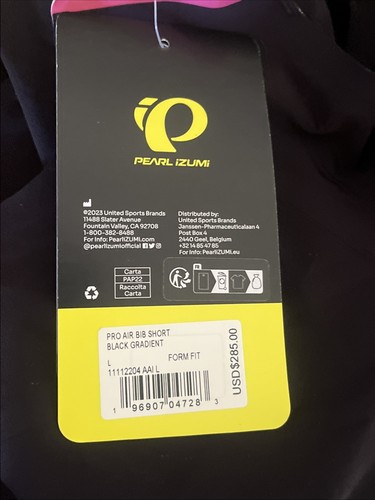 PEARL iZUMi
©2023 United Sports Brands
11488 Slater Avenue
Fountain Valley, CA 92708
1-800-382-8488
For Info: PearliZUMI.com
@pearlizumiofficial
Distributed by:
United Sports Brands
Janssen-Pharmaceuticalaan 4
Post Box 4
2440 Geel, Belgium
+32 14 85 47 85
For Info: PearliZUMI.eu
Carta
PAP22
Raccolta
Carta
FR
PRO AIR BIB SHORT
BLACK GRADIENT
L FORM FIT
11112204 AAI L
1 96907 04728 3
USD$285.00